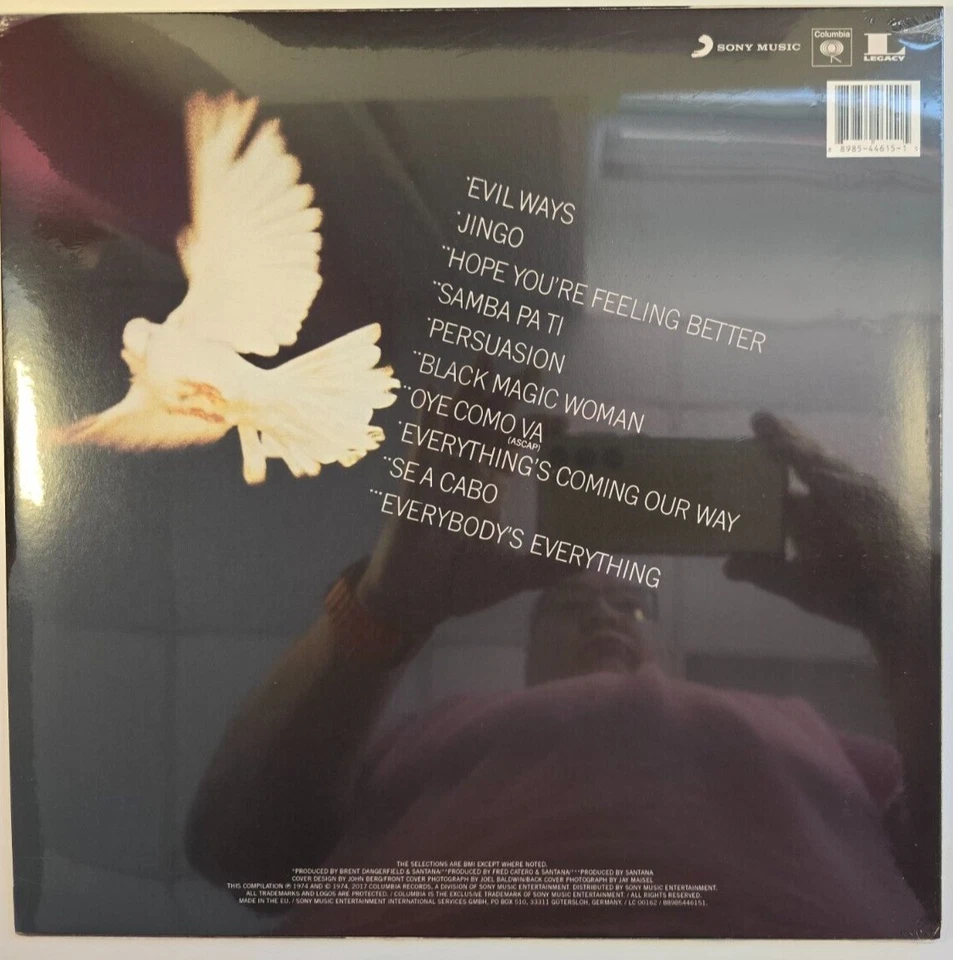 SONY MUSIC
Columbia
L
LEGACY
8985-44615-1
·EVIL WAYS
·JINGO
··HOPE YOU'RE FEELING BETTER
··SAMBA PA TI
·PERSUASION
··BLACK MAGIC WOMAN
··OYE COMO VA
(ASCAP)
·EVERYTHING'S COMING OUR WAY
··SE A CABO
···EVERYBODY'S EVERYTHING
THE SELECTIONS ARE BMI EXCEPT WHERE NOTED.
·PRODUCED BY BRENT DANGERFIELD & SANTANA/··PRODUCED BY FRED CATERO & SANTANA/···PRODUCED BY SANTANA
COVER DESIGN BY JOHN BERG/FRONT COVER PHOTOGRAPH BY JOEL BALDWIN/BACK COVER PHOTOGRAPH BY JAY MAISEL
THIS COMPILATION ℗ 1974 AND © 1974, 2017 COLUMBIA RECORDS, A DIVISION OF SONY MUSIC ENTERTAINMENT. DISTRIBUTED BY SONY MUSIC ENTERTAINMENT.
ALL TRADEMARKS AND LOGOS ARE PROTECTED. / COLUMBIA IS THE EXCLUSIVE TRADEMARK OF SONY MUSIC ENTERTAINMENT. / ALL RIGHTS RESERVED.
MADE IN THE EU. / SONY MUSIC ENTERTAINMENT INTERNATIONAL SERVICES GMBH, PO BOX 510, 33311 GÜTERSLOH, GERMANY. / LC 00162 / 88985446151.